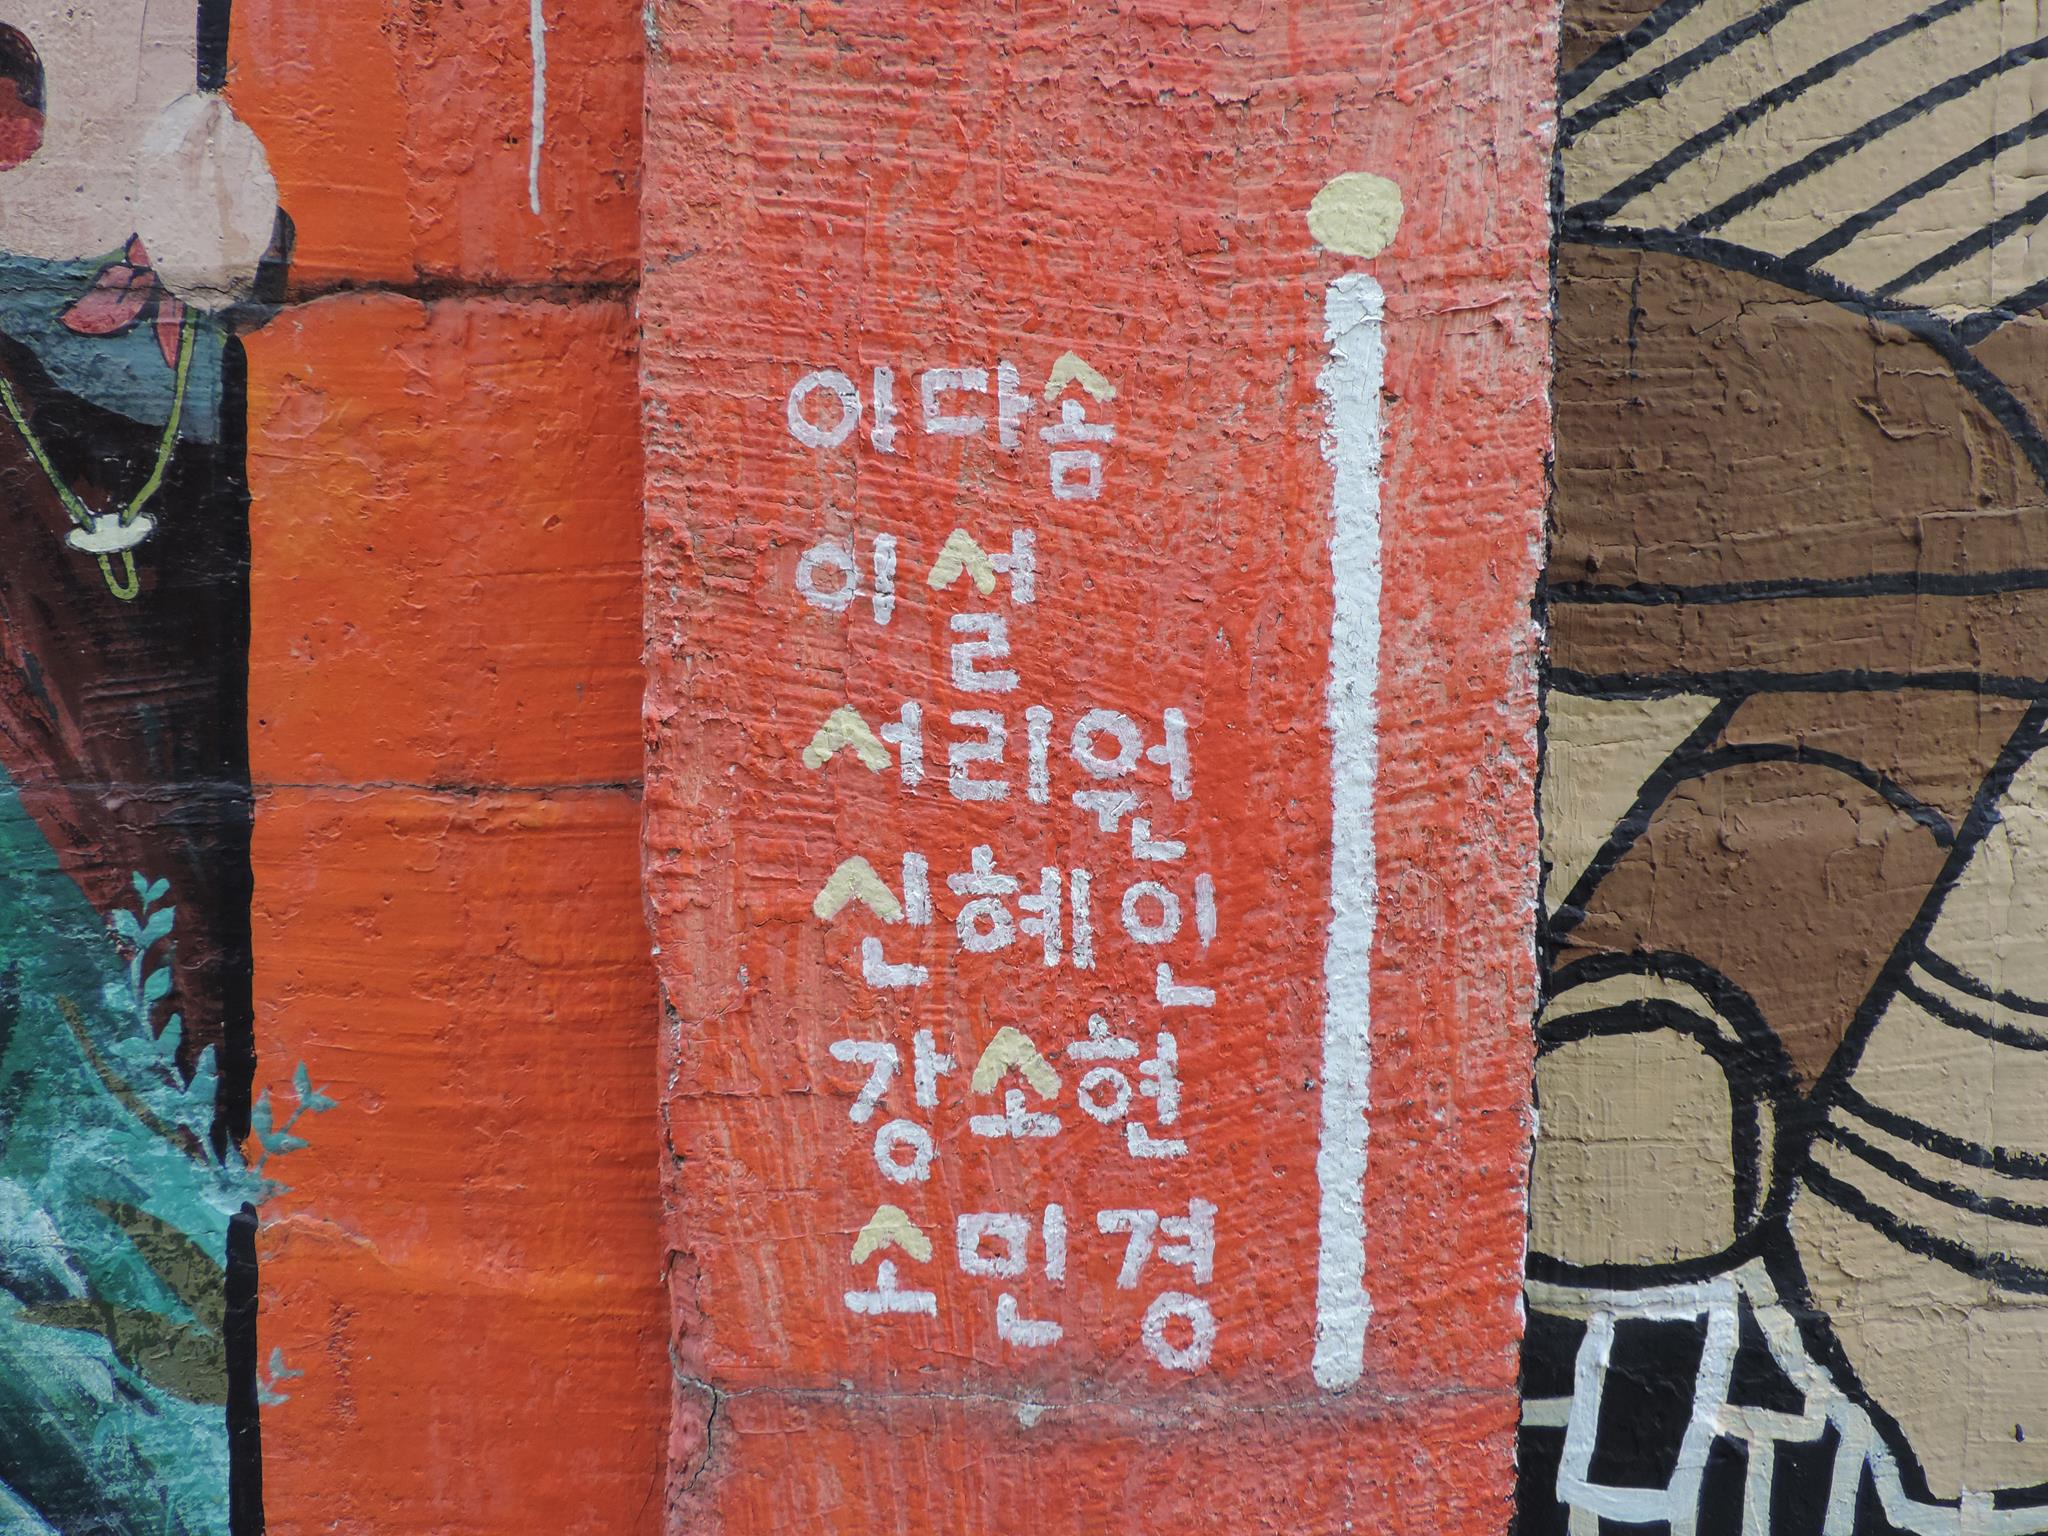 이다솜
이설
서리원
신혜인
강소현
소민경